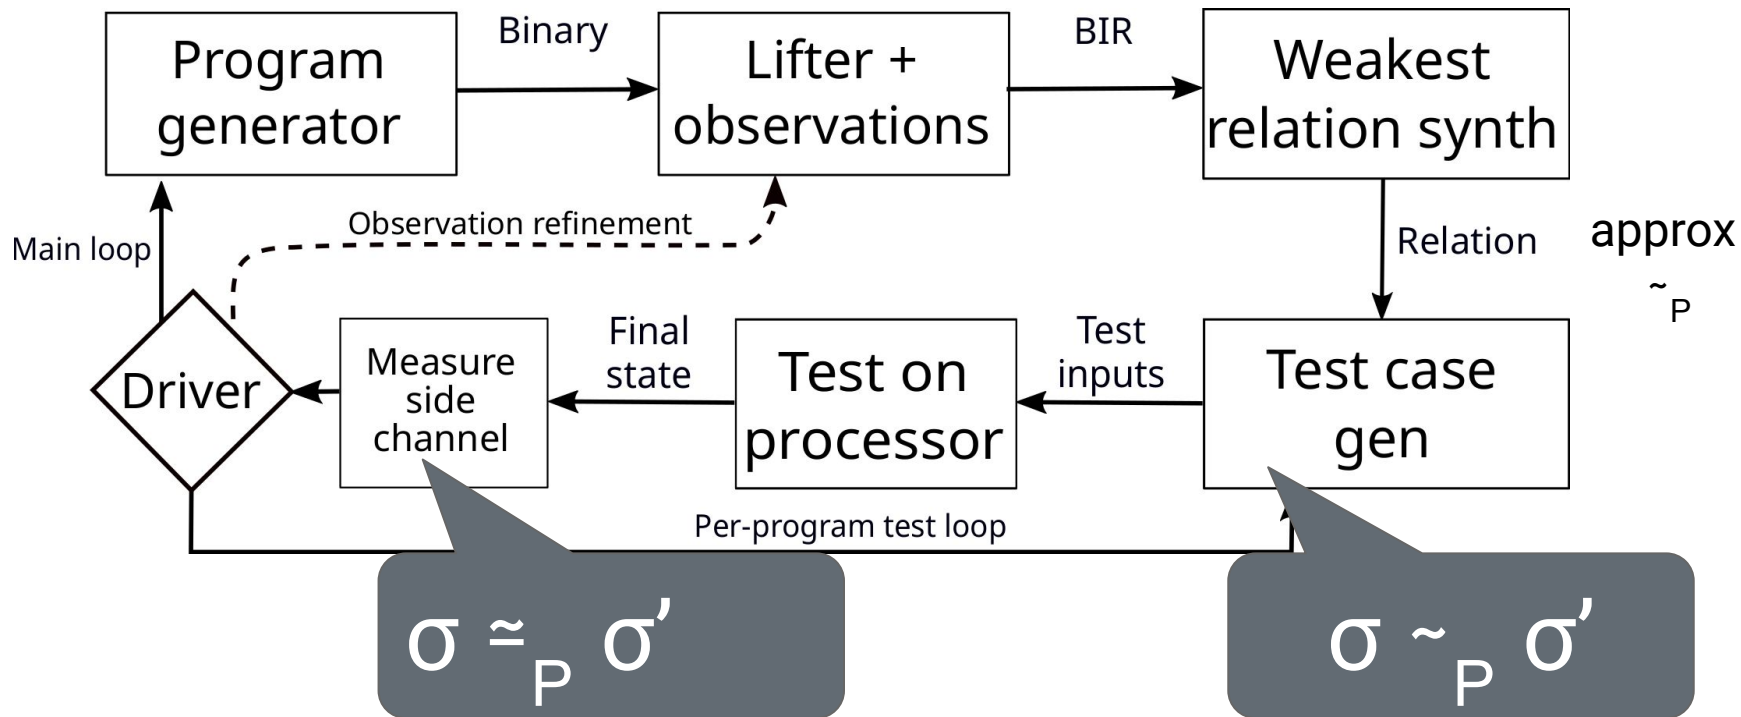 Program
generator
Binary
Lifter +
observations
BIR
Weakest
relation synth
Main loop
Observation refinement
Relation
approx
~P
Driver
Measure
side
channel
Final
state
Test on
processor
Test
inputs
Test case
gen
Per-program test loop
σ ≃P σ’
σ ~P σ’